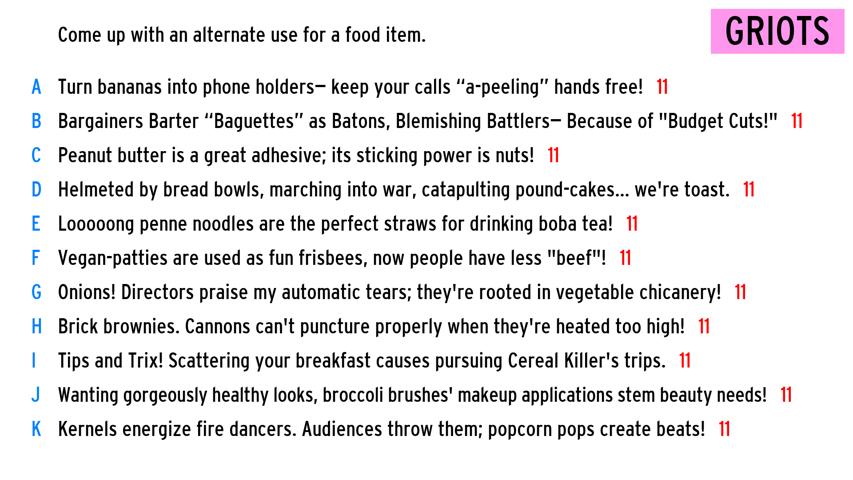 Come up with an alternate use for a food item.
GRIOTS
A Turn bananas into phone holders— keep your calls “a-peeling” hands free! 11
B Bargainers Barter “Baguettes” as Batons, Blemishing Battlers— Because of "Budget Cuts!" 11
C Peanut butter is a great adhesive; its sticking power is nuts! 11
D Helmeted by bread bowls, marching into war, catapulting pound-cakes... we're toast. 11
E Looooong penne noodles are the perfect straws for drinking boba tea! 11
F Vegan-patties are used as fun frisbees, now people have less "beef"! 11
G Onions! Directors praise my automatic tears; they're rooted in vegetable chicanery! 11
H Brick brownies. Cannons can't puncture properly when they're heated too high! 11
I Tips and Trix! Scattering your breakfast causes pursuing Cereal Killer's trips. 11
J Wanting gorgeously healthy looks, broccoli brushes' makeup applications stem beauty needs! 11
K Kernels energize fire dancers. Audiences throw them; popcorn pops create beats! 11